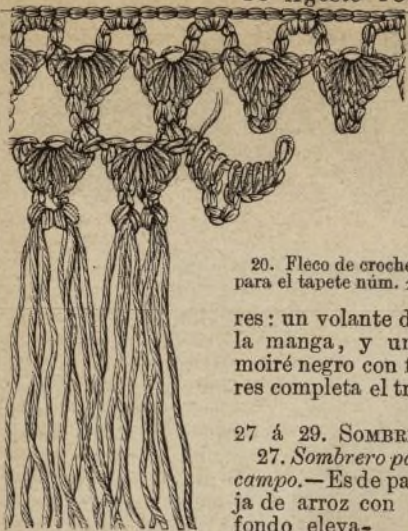 20. Fleco de croche
para el tapete núm.
res: un volante d
la manga, y un
moiré negro con f
res completa el tr
27 á 29. SOMBR
27. Sombrero pa
campo.—Es de pa
ja de arroz con
fondo eleva-